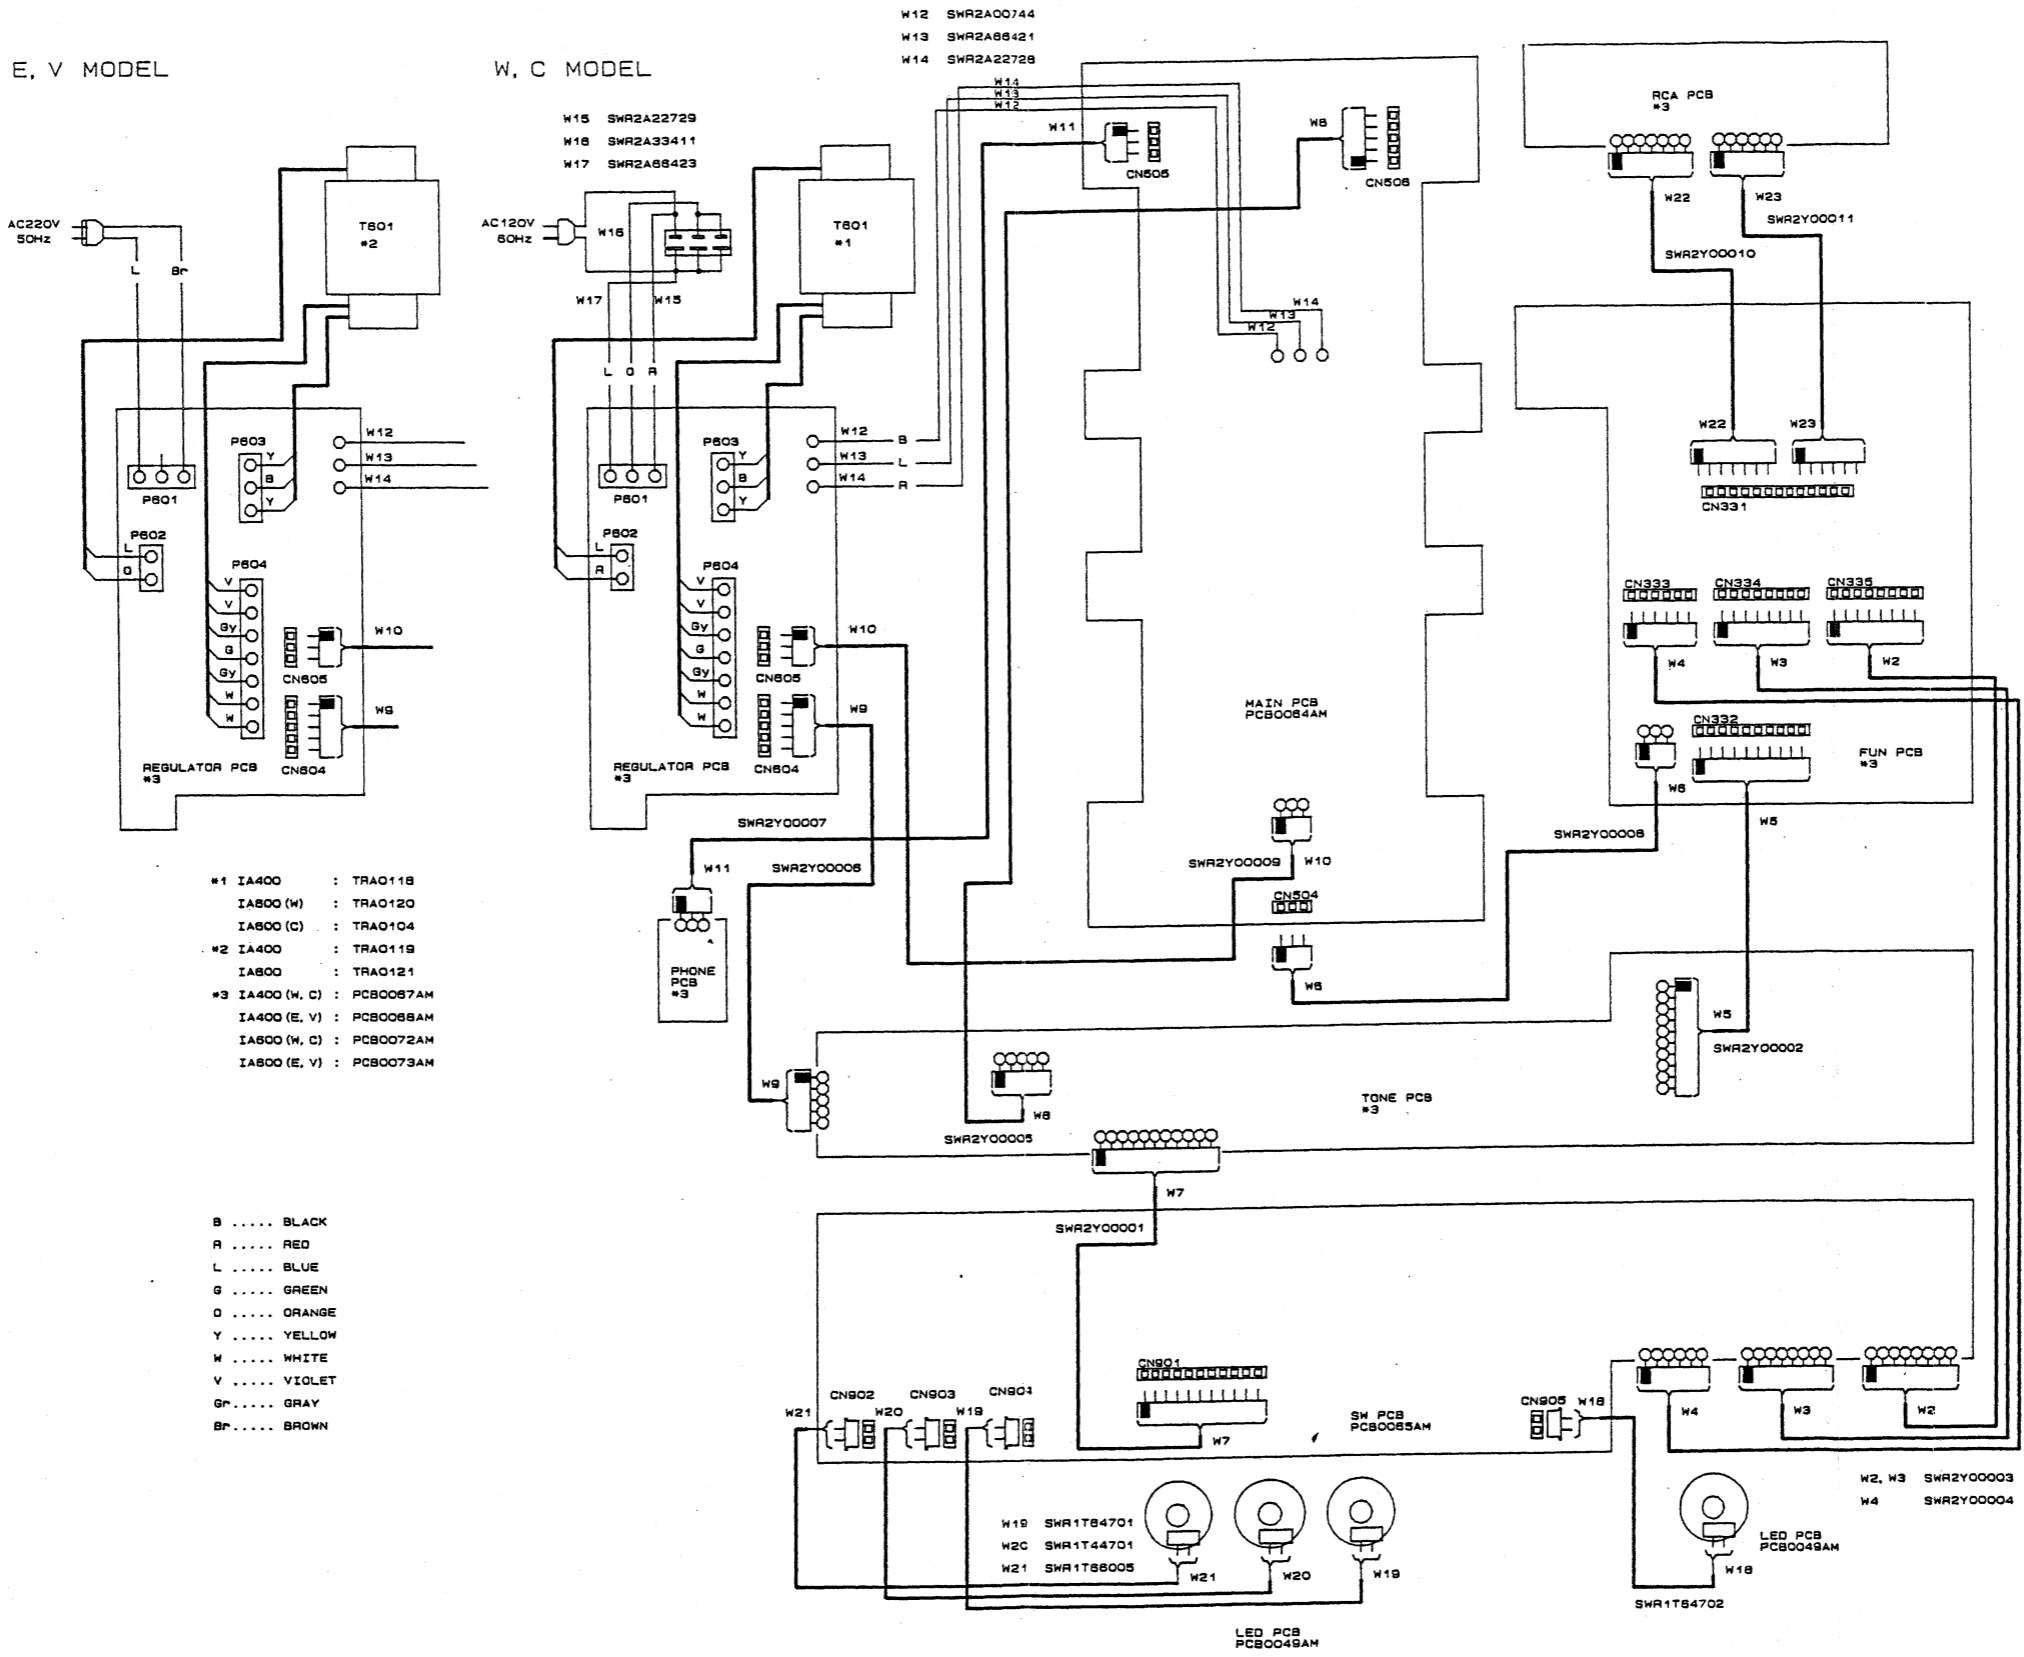 W12 SWR2A00744
W13 SWR2A66421
W14 SWR2A22728
E, V MODEL
W, C MODEL
W15 SWR2A22729
W16 SWR2A33411
W17 SWR2A66423
AC220V
50Hz
L
Br
T601
*2
AC120V
60Hz
W16
W17
W15
L
O
R
T601
*1
W14
W13
W12
W11
CN505
W8
CN506
W14
W13
W12
RCA PCB
*3
W22
W23
SWR2Y00011
SWR2Y00010
W22
W23
CN331
P601
P603
Y
B
Y
W12
W13
W14
P602
L
O
P604
V
V
Gy
G
Gy
W
W
W10
CN605
W9
CN604
REGULATOR PCB
*3
P601
P603
Y
B
Y
W12
B
W13
L
W14
R
P602
L
R
P604
V
V
Gy
G
Gy
W
W
W10
CN605
W9
CN604
REGULATOR PCB
*3
MAIN PCB
PCB0064AM
CN333
CN334
CN335
W4
W3
W2
CN332
W6
W5
FUN PCB
*3
SWR2Y00007
W11
SWR2Y00006
SWR2Y00009
W10
CN504
W6
SWR2Y00008
PHONE
PCB
*3
*1 IA400 : TRA0118
IA600 (W) : TRA0120
IA600 (C) : TRA0104
*2 IA400 : TRA0119
IA600 : TRA0121
*3 IA400 (W, C) : PCB0067AM
IA400 (E, V) : PCB0068AM
IA600 (W, C) : PCB0072AM
IA600 (E, V) : PCB0073AM
W9
W8
SWR2Y00005
TONE PCB
*3
W5
SWR2Y00002
W7
SWR2Y00001
B ..... BLACK
R ..... RED
L ..... BLUE
G ..... GREEN
O ..... ORANGE
Y ..... YELLOW
W ..... WHITE
V ..... VIOLET
Gr..... GRAY
Br..... BROWN
CN901
W7
W21
CN902
W20
CN903
W19
CN904
SW PCB
PCB0065AM
CN905
W18
W4
W3
W2
W2, W3 SWR2Y00003
W4 SWR2Y00004
W19 SWR1T64701
W20 SWR1T44701
W21 SWR1T66005
W21
W20
W19
LED PCB
PCB0049AM
LED PCB
PCB0049AM
W18
SWR1T64702